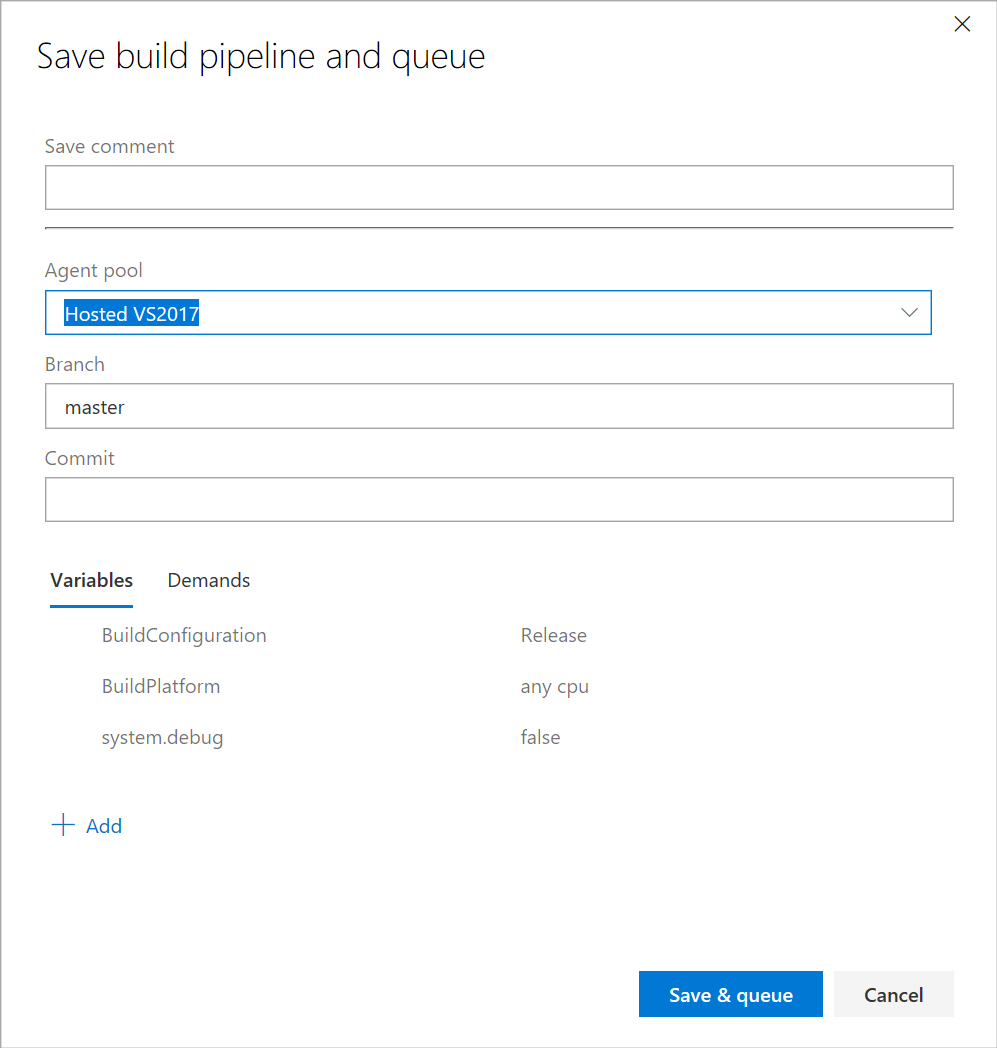 Save build pipeline and queue
Save comment
Agent pool
Hosted VS2017
Branch
master
Commit
Variables Demands
BuildConfiguration Release
BuildPlatform any cpu
system.debug false
Add
Save & queue Cancel